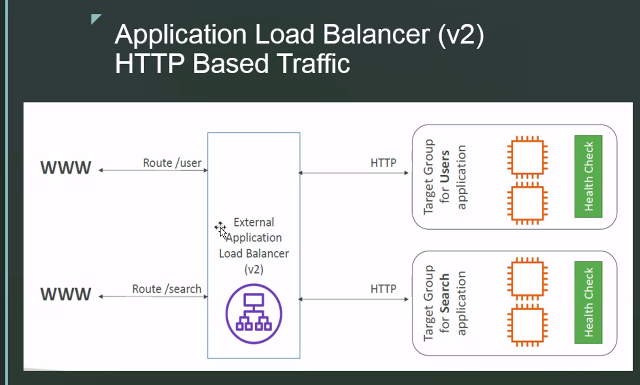 Application Load Balancer (v2)
HTTP Based Traffic
WWW
Route /user
HTTP
Target Group
for Users
application
Health Check
External
Application
Load Balancer
(v2)
WWW
Route /search
HTTP
Target Group
for Search
application
Health Check